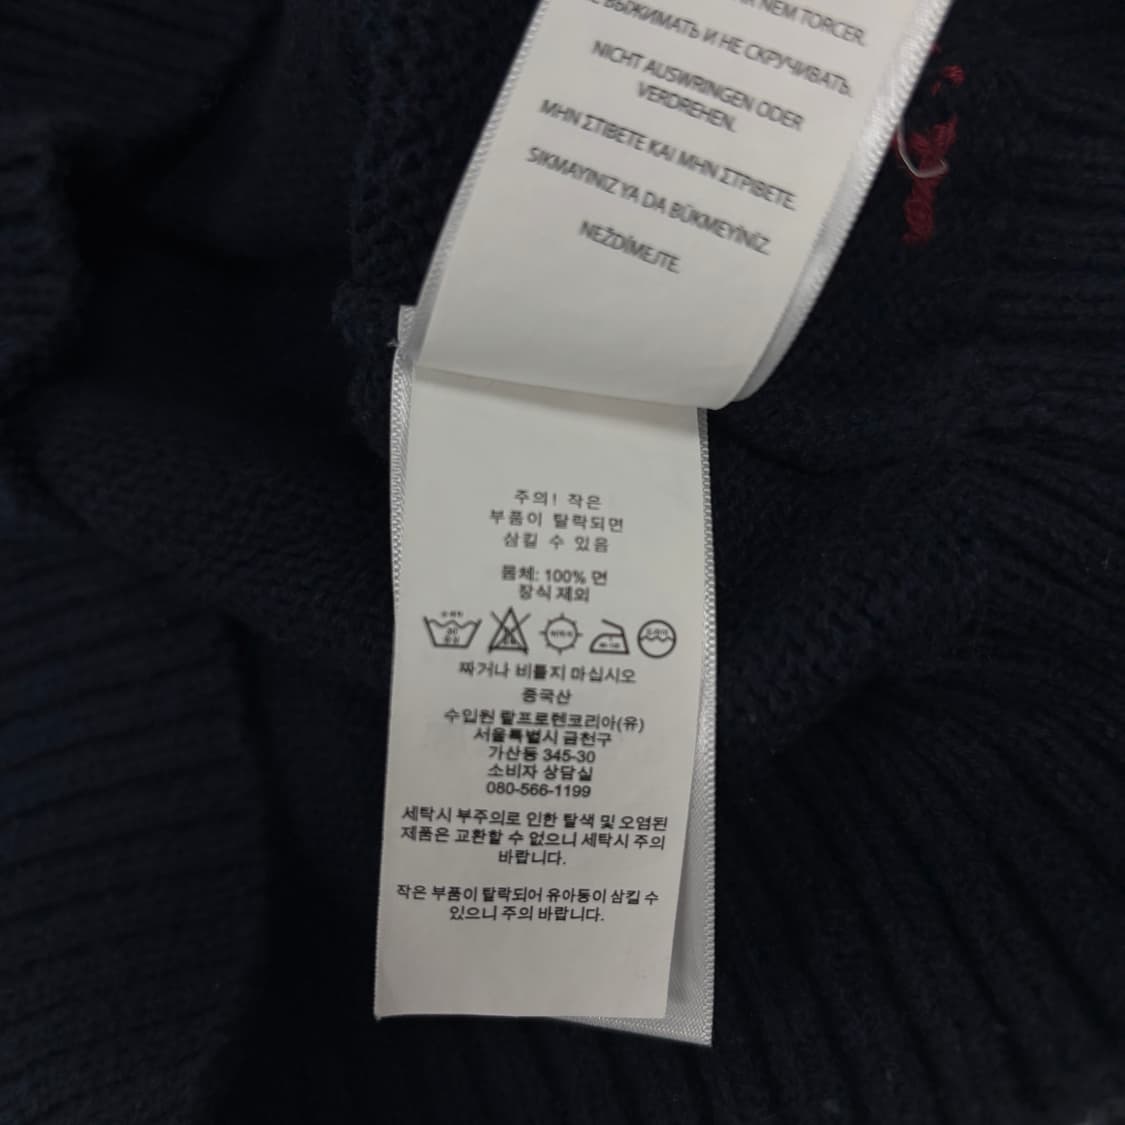 NEM TORCER.
ВЫЖИМАТЬ И НЕ СКРУЧИВАТЬ.
NICHT AUSWRINGEN ODER
VERDREHEN.
ΜΗΝ ΣΤΙΒΕΤΕ ΚΑΙ ΜΗΝ ΣΤΡΙΒΕΤΕ.
SIKMAYINIZ YA DA BÜKMEYİNİZ.
NEŽDÍMEJTE.
주의! 작은
부품이 탈락되면
삼킬 수 있음
몸체: 100% 면
장식 제외
짜거나 비틀지 마십시오
중국산
수입원 랄프로렌코리아(유)
서울특별시 금천구
가산동 345-30
소비자 상담실
080-566-1199
세탁시 부주의로 인한 탈색 및 오염된
제품은 교환할 수 없으니 세탁시 주의
바랍니다.
작은 부품이 탈락되어 유아동이 삼킬 수
있으니 주의 바랍니다.